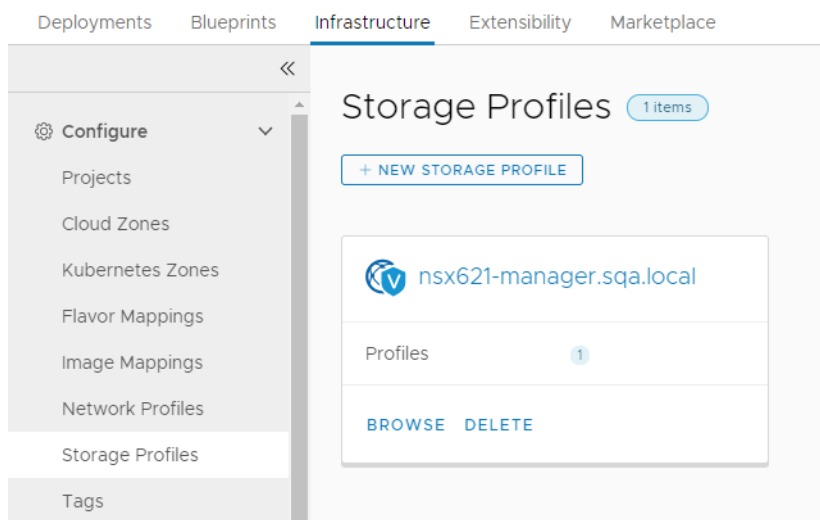 Deployments Blueprints Infrastructure Extensibility Marketplace
Configure
Projects
Cloud Zones
Kubernetes Zones
Flavor Mappings
Image Mappings
Network Profiles
Storage Profiles
Tags
Storage Profiles 1 items
+ NEW STORAGE PROFILE
V nsx621-manager.sqa.local
Profiles 1
BROWSE DELETE